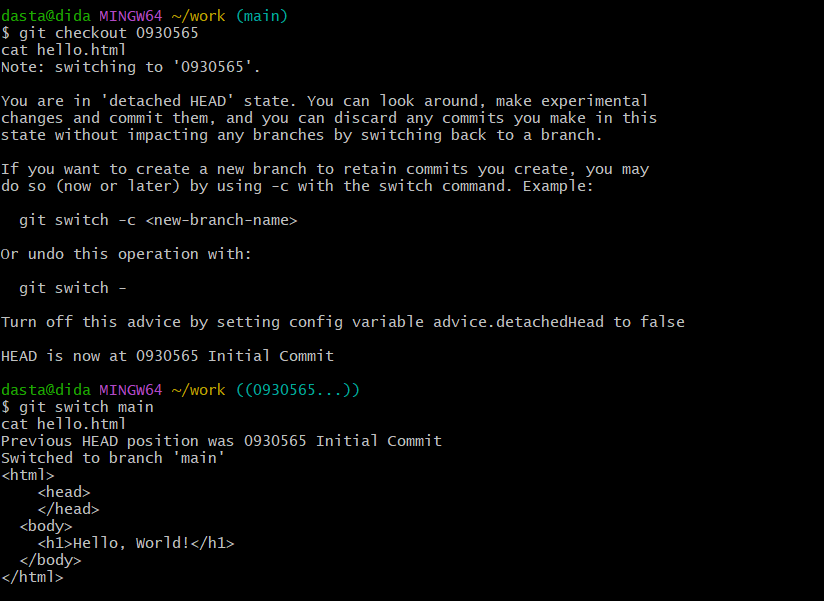 dasta@dida MINGW64 ~/work (main)
$ git checkout 0930565
cat hello.html
Note: switching to '0930565'.

You are in 'detached HEAD' state. You can look around, make experimental
changes and commit them, and you can discard any commits you make in this
state without impacting any branches by switching back to a branch.

If you want to create a new branch to retain commits you create, you may
do so (now or later) by using -c with the switch command. Example:

  git switch -c <new-branch-name>

Or undo this operation with:

  git switch -

Turn off this advice by setting config variable advice.detachedHead to false

HEAD is now at 0930565 Initial Commit

dasta@dida MINGW64 ~/work ((0930565...))
$ git switch main
cat hello.html
Previous HEAD position was 0930565 Initial Commit
Switched to branch 'main'
<html>
    <head>
    </head>
  <body>
    <h1>Hello, World!</h1>
  </body>
</html>